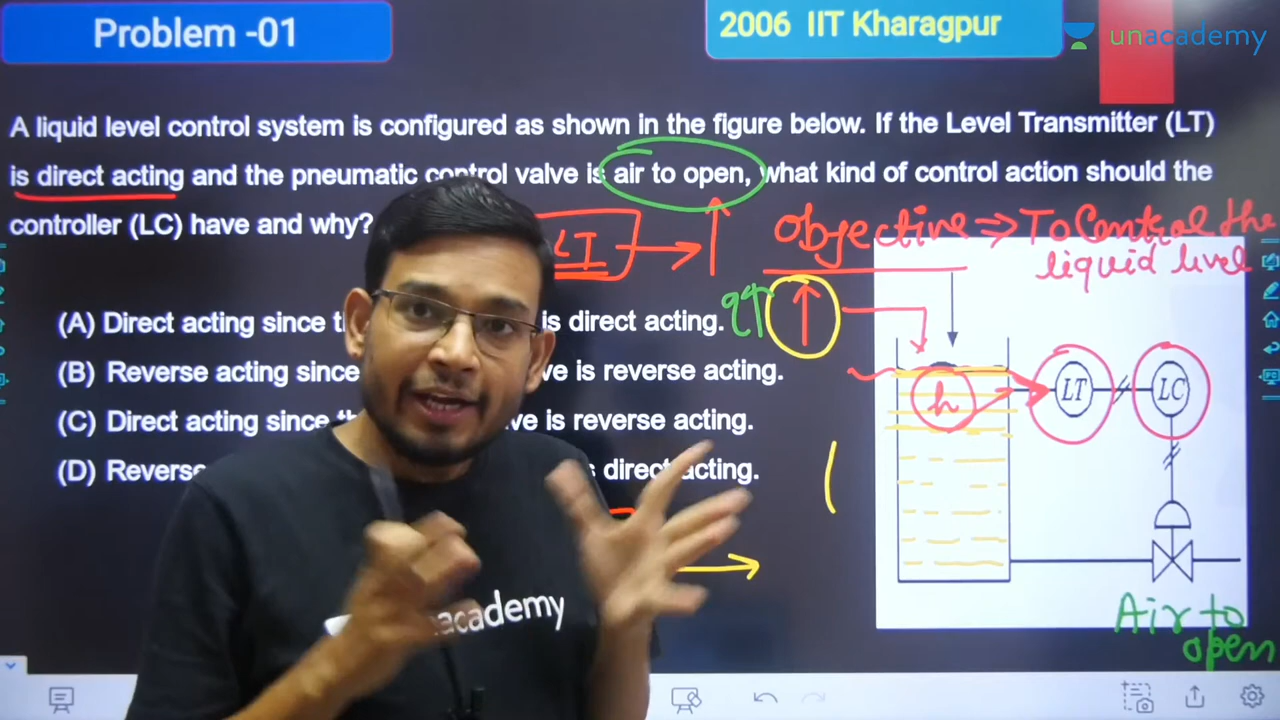 Problem -01
2006 IIT Kharagpur
unacademy
A liquid level control system is configured as shown in the figure below. If the Level Transmitter (LT)
is direct acting and the pneumatic control valve is air to open, what kind of control action should the
controller (LC) have and why?
LT
Objective ⇒ To Control the
liquid level
(A) Direct acting since is direct acting.
(B) Reverse acting since is reverse acting.
(C) Direct acting since is reverse acting.
(D) Reverse direct acting.
h
LT
LC
Air to
open
academy